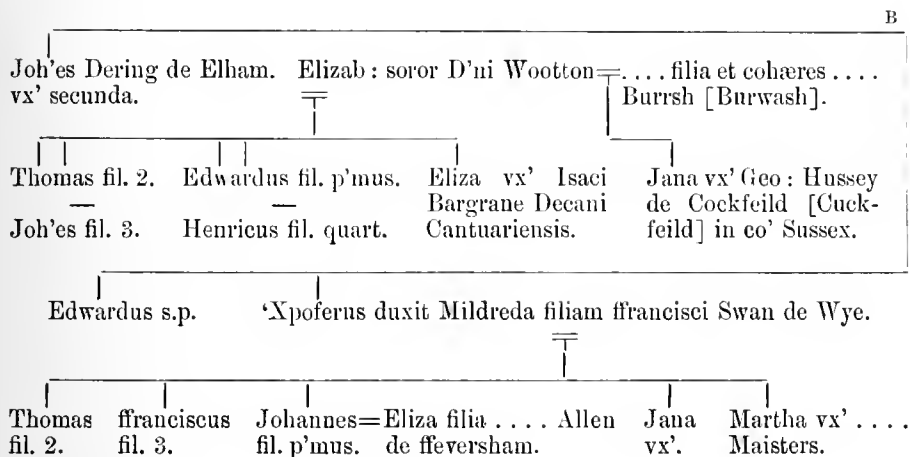 B
Joh'es Dering de Elham. Elizab : soror D'ni Wootton = . . . . filia et cohæres . . . .
vx' secunda. Burrsh [Burwash].
Thomas fil. 2. Edwardus fil. p'mus. Eliza vx' Isaci Jana vx' Geo : Hussey
— — Bargrane Decani de Cockfeild [Cuck-
Joh'es fil. 3. Henricus fil. quart. Cantuariensis. feild] in co' Sussex.
Edwardus s.p. 'Xpoferus duxit Mildreda filiam ffrancisci Swan de Wye.
Thomas ffranciscus Johannes=Eliza filia . . . . Allen Jana Martha vx' . . . .
fil. 2. fil. 3. fil. p'mus. de ffeversham. vx'. Maisters.